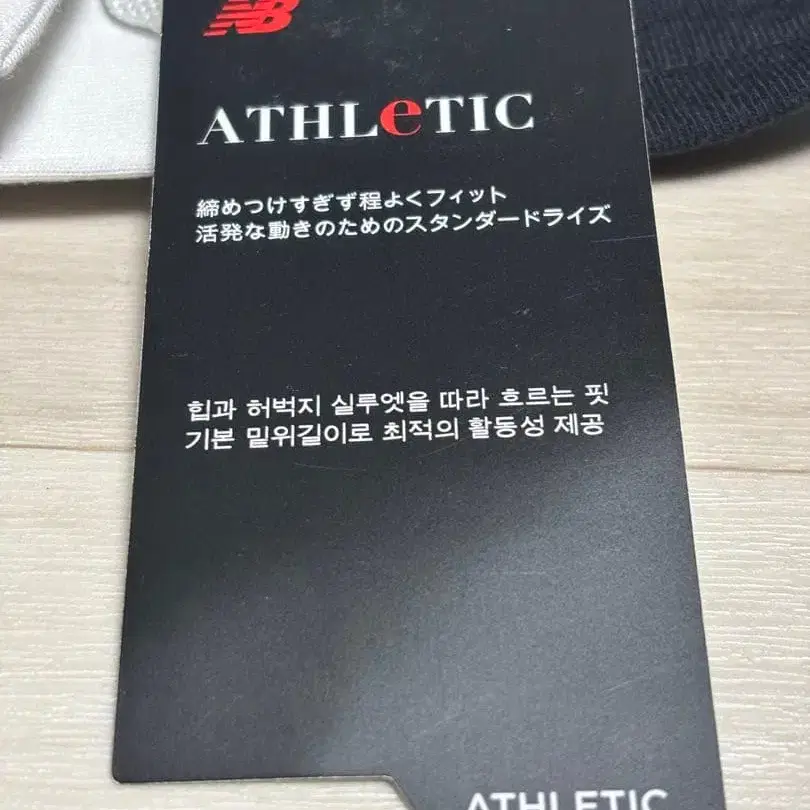 NB
ATHLeTIC
締めつけすぎず程よくフィット
活発な動きのためのスタンダードライズ
힙과 허벅지 실루엣을 따라 흐르는 핏
기본 밑위길이로 최적의 활동성 제공
ATHLETIC